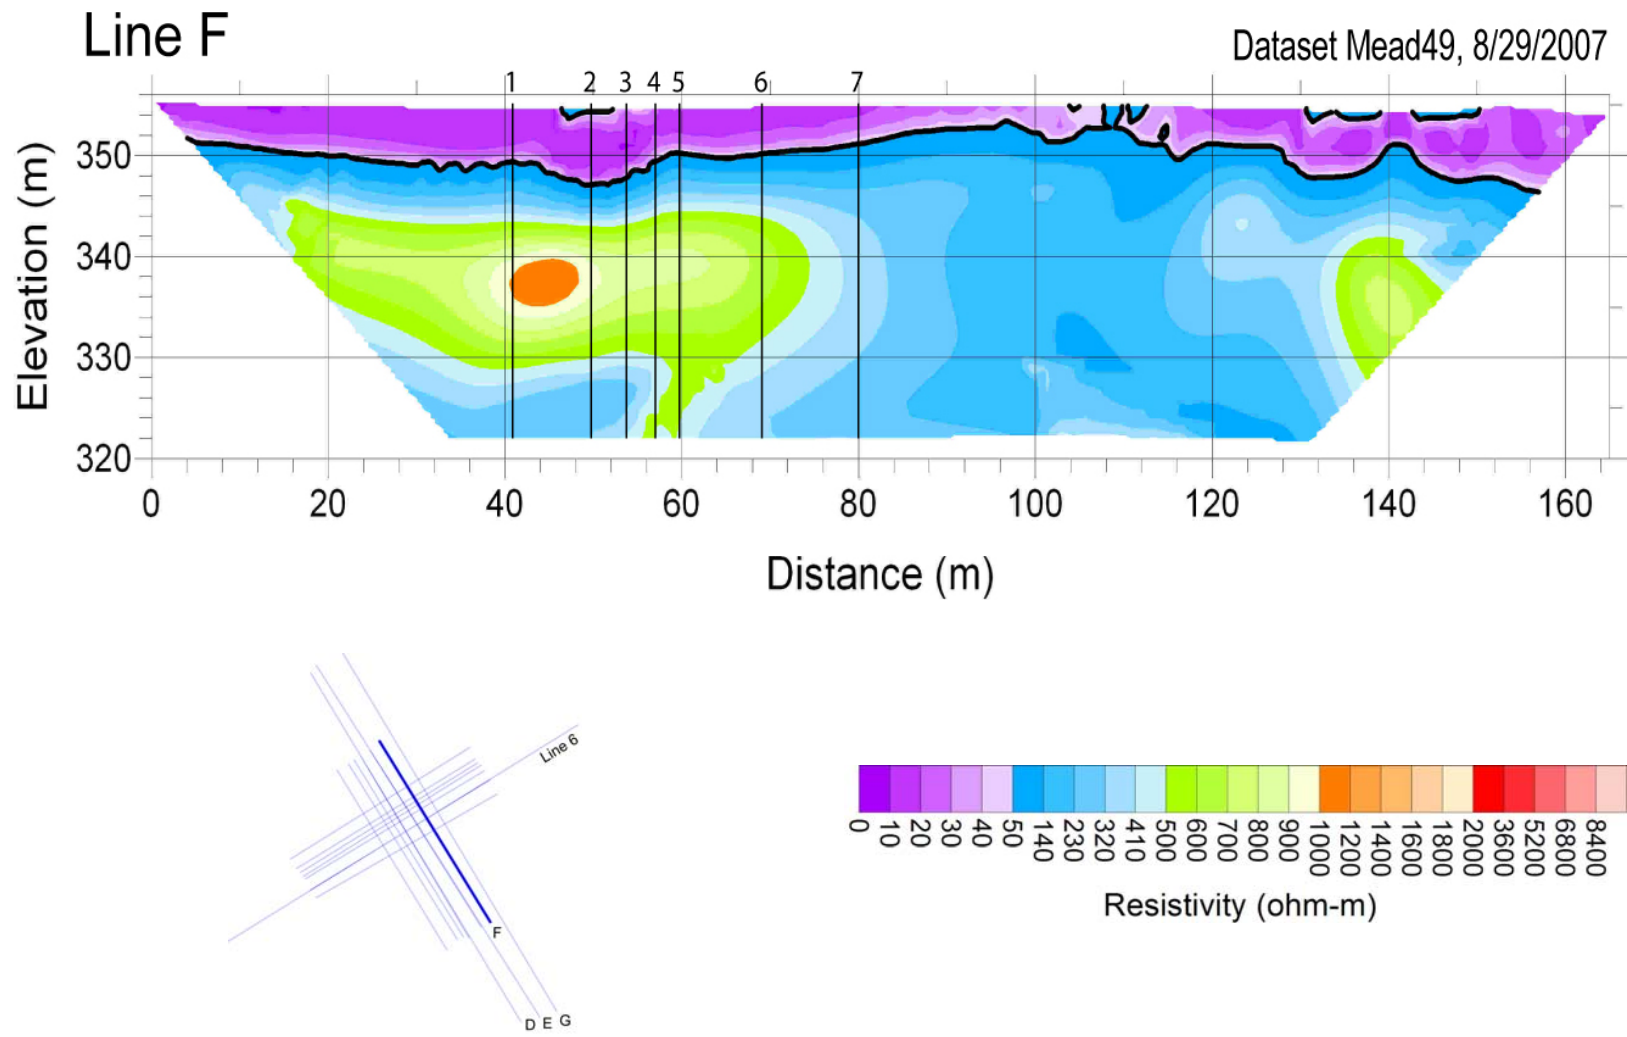 Line F
Dataset Mead49, 8/29/2007
1 2 3 4 5 6 7
Elevation (m)
350
340
330
320
0 20 40 60 80 100 120 140 160
Distance (m)
Line 6
F
D E G
0 10 20 30 40 50 140 230 320 410 500 600 700 800 900 1000 1200 1400 1600 1800 2000 3600 5200 6800 8400
Resistivity (ohm-m)